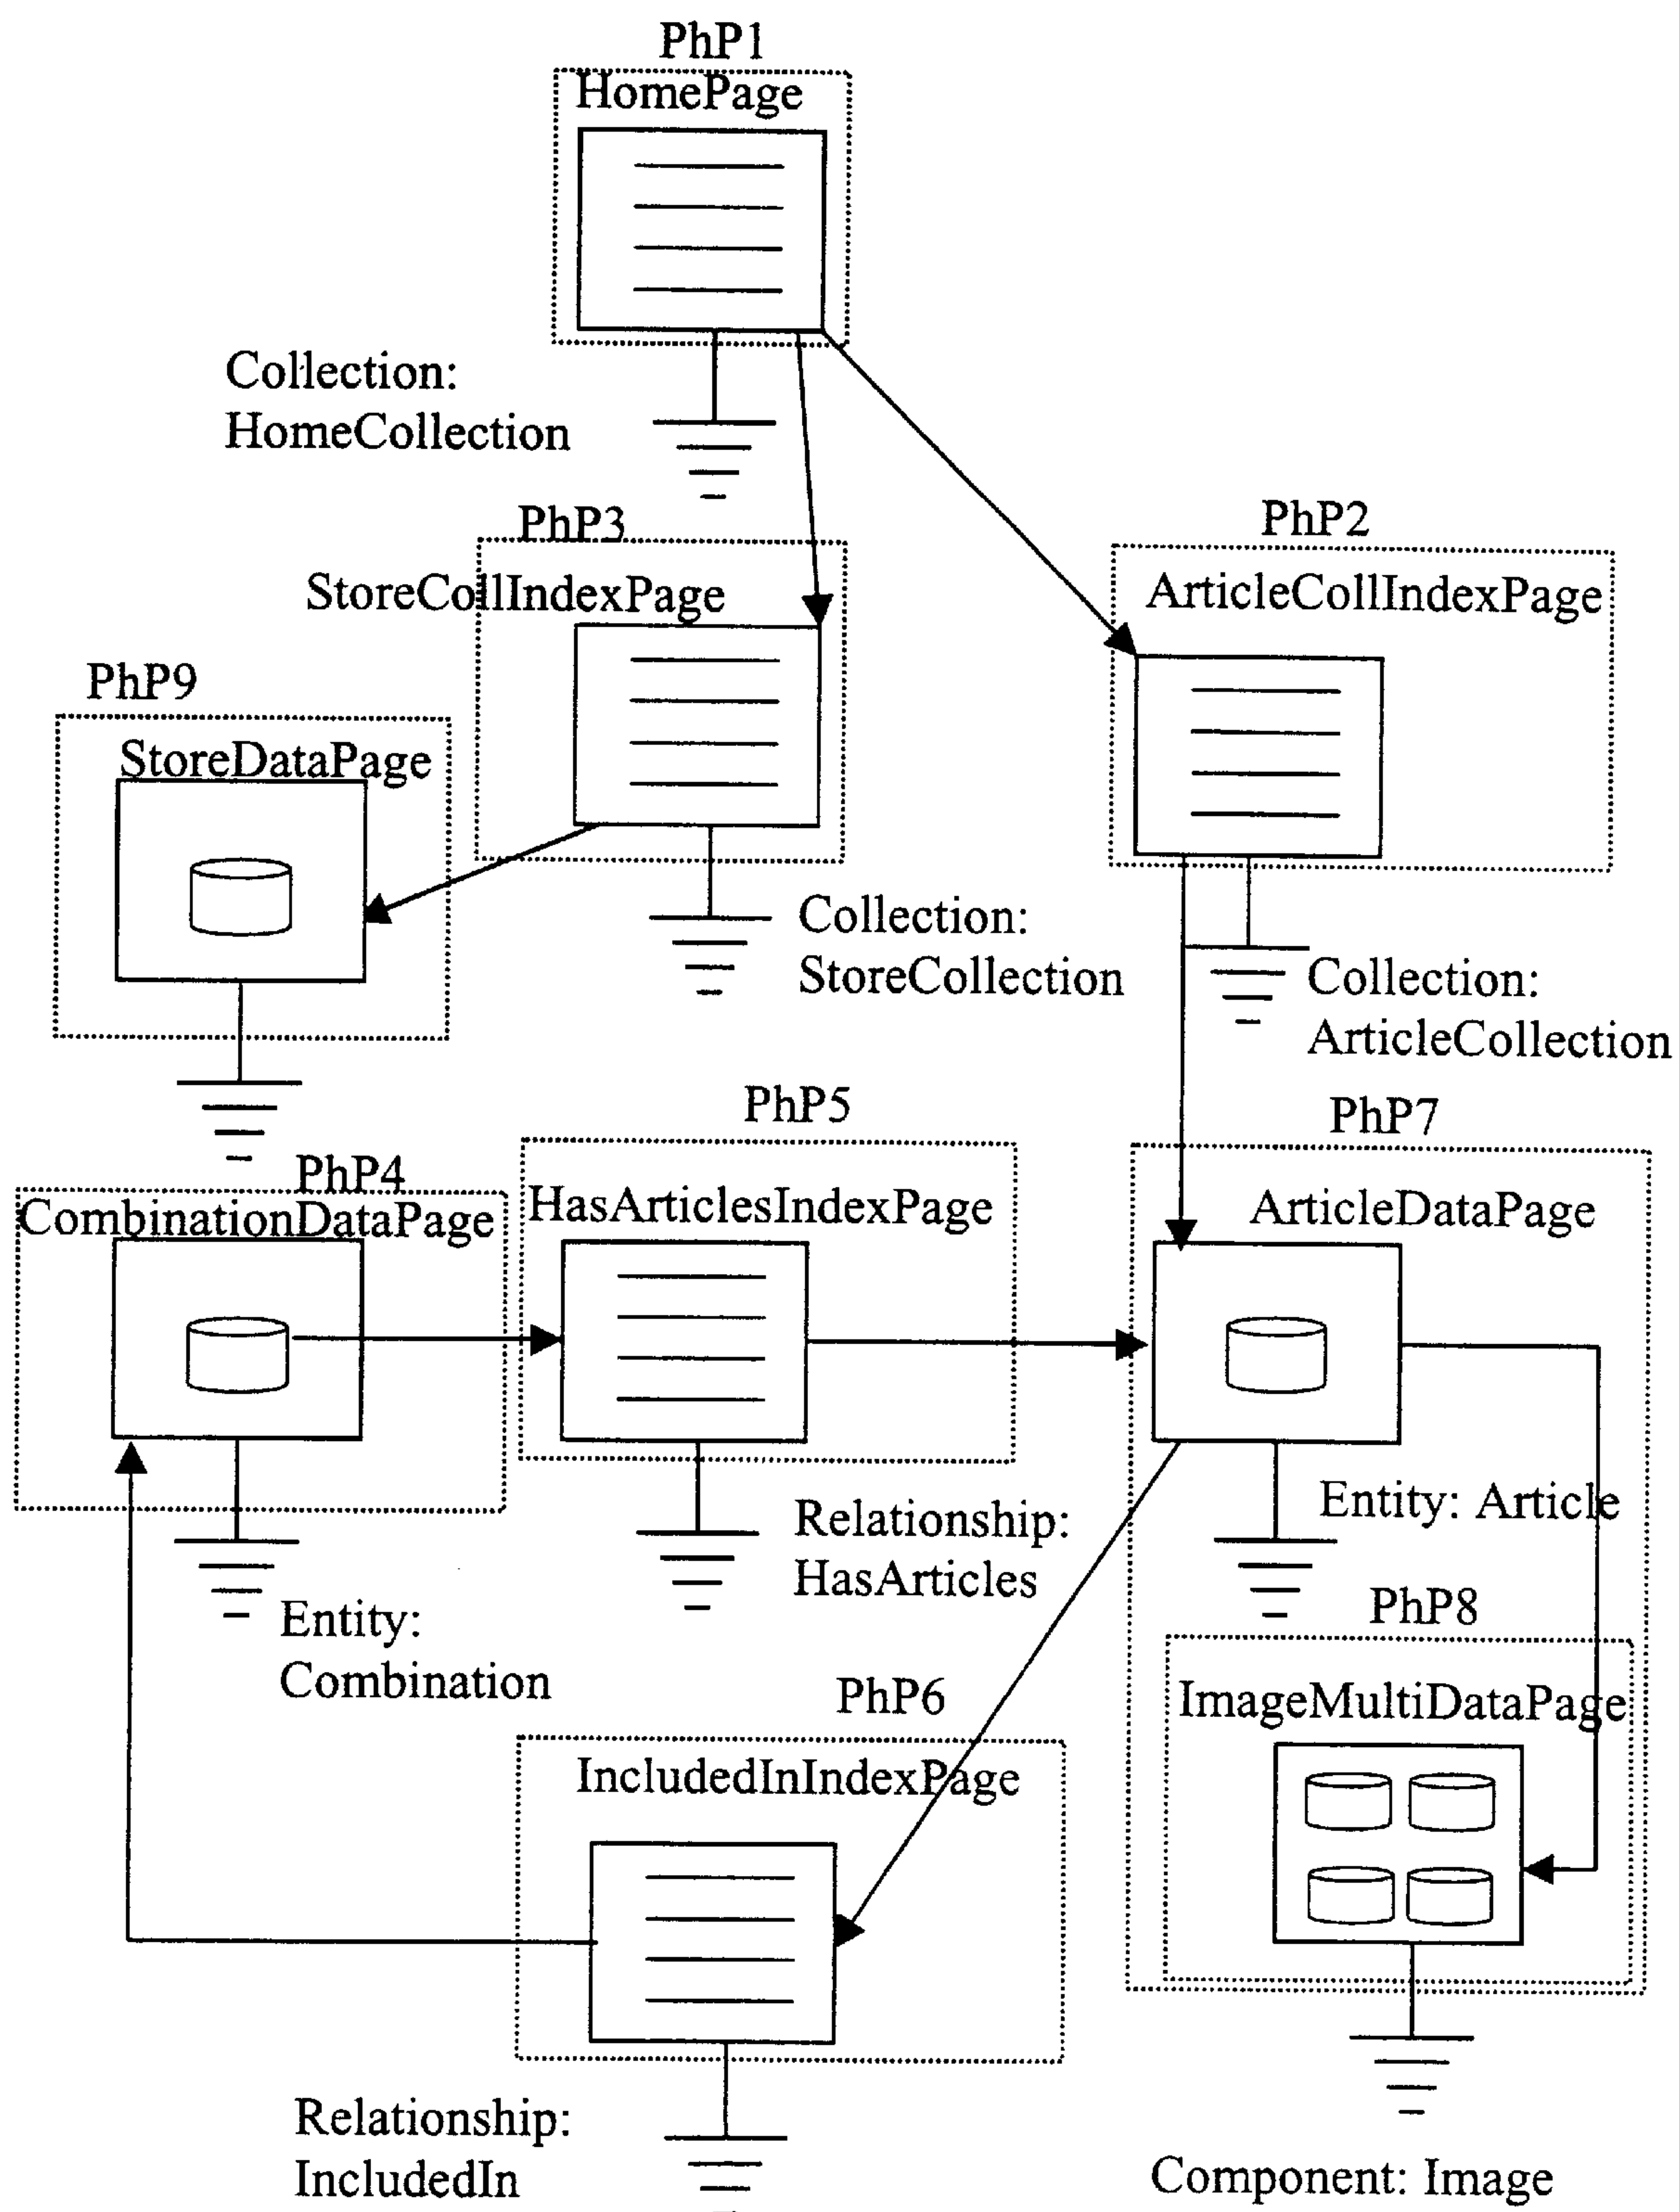 PhP1
HomePage
Collection:
HomeCollection
PhP3
StoreCollIndexPage
PhP2
ArticleCollIndexPage
PhP9
StoreDataPage
Collection:
StoreCollection
Collection:
ArticleCollection
PhP4
CombinationDataPage
PhP5
HasArticlesIndexPage
PhP7
ArticleDataPage
Entity:
Combination
Relationship:
HasArticles
Entity: Article
PhP8
ImageMultiDataPage
PhP6
IncludedInIndexPage
Relationship:
IncludedIn
Component: Image